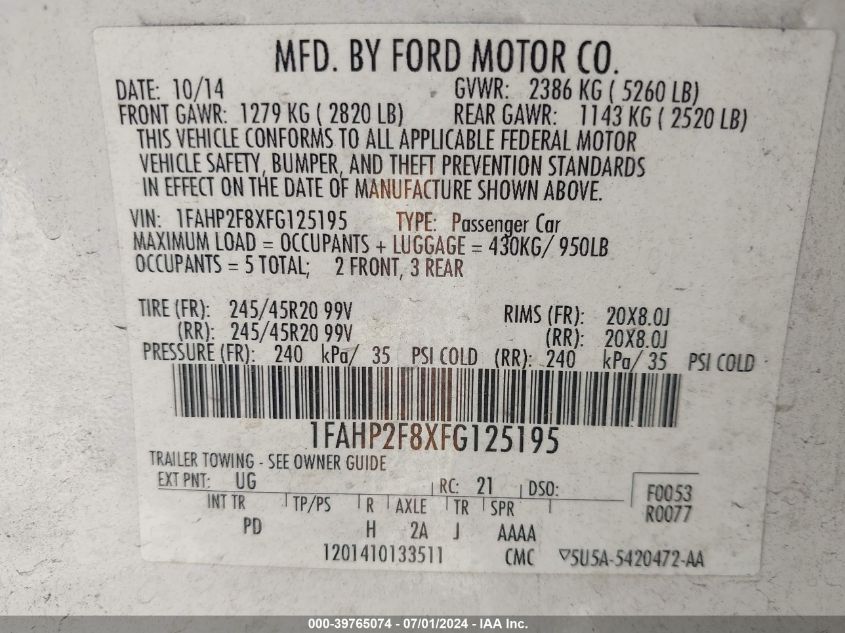 MFD. BY FORD MOTOR CO.
DATE: 10/14 GVWR: 2386 KG ( 5260 LB)
FRONT GAWR: 1279 KG ( 2820 LB) REAR GAWR: 1143 KG ( 2520 LB)
THIS VEHICLE CONFORMS TO ALL APPLICABLE FEDERAL MOTOR
VEHICLE SAFETY, BUMPER, AND THEFT PREVENTION STANDARDS
IN EFFECT ON THE DATE OF MANUFACTURE SHOWN ABOVE.
VIN: 1FAHP2F8XFG125195 TYPE: Passenger Car
MAXIMUM LOAD = OCCUPANTS + LUGGAGE = 430KG/ 950LB
OCCUPANTS = 5 TOTAL; 2 FRONT, 3 REAR
TIRE (FR): 245/45R20 99V RIMS (FR): 20X8.0J
(RR): 245/45R20 99V (RR): 20X8.0J
PRESSURE (FR): 240 kPa/ 35 PSI COLD (RR): 240 kPa/ 35 PSI COLD
1FAHP2F8XFG125195
TRAILER TOWING - SEE OWNER GUIDE
EXT PNT: UG RC: 21 DSO: F0053
INT TR TP/PS R AXLE TR SPR R0077
PD H 2A J AAAA
1201410133511 CMC ▽5U5A-5420472-AA
000-39765074 / 07/01/2024 - IAA Inc.